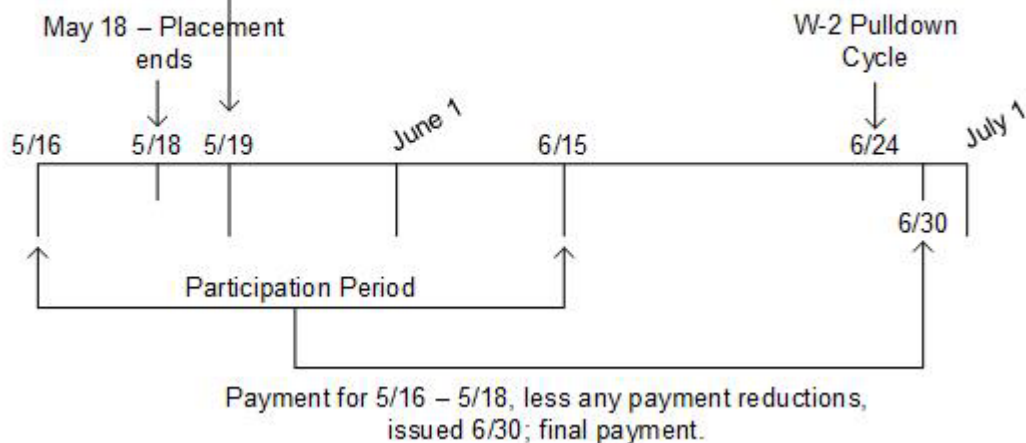 May 18 – Placement
ends
W-2 Pulldown
Cycle
5/16
5/18
5/19
June 1
6/15
6/24
July 1
6/30
Participation Period
Payment for 5/16 – 5/18, less any payment reductions,
issued 6/30; final payment.